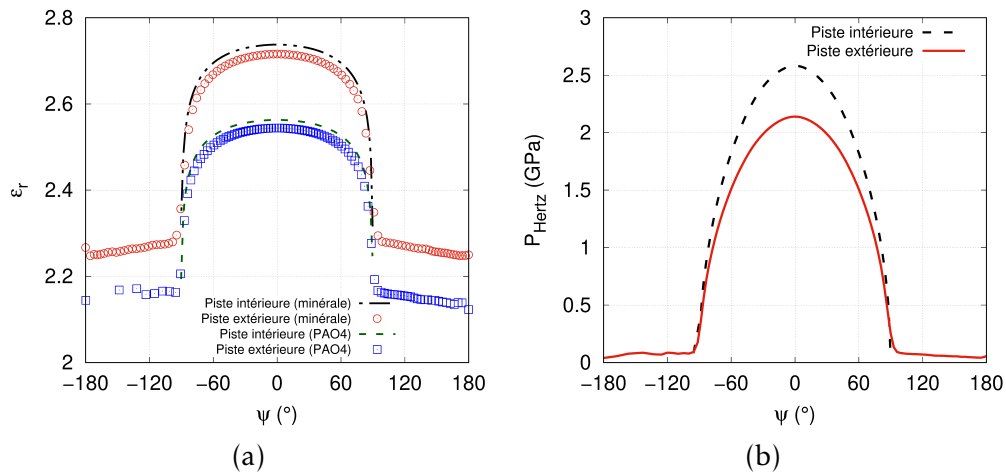 2.8
2.6
2.4
2.2
2
εr
−180 −120 −60 0 60 120 180
ψ (°)
Piste intérieure (minérale)
Piste extérieure (minérale)
Piste intérieure (PAO4)
Piste extérieure (PAO4)
(a)
3
2.5
2
1.5
1
0.5
0
PHertz (GPa)
−180 −120 −60 0 60 120 180
ψ (°)
Piste intérieure
Piste extérieure
(b)